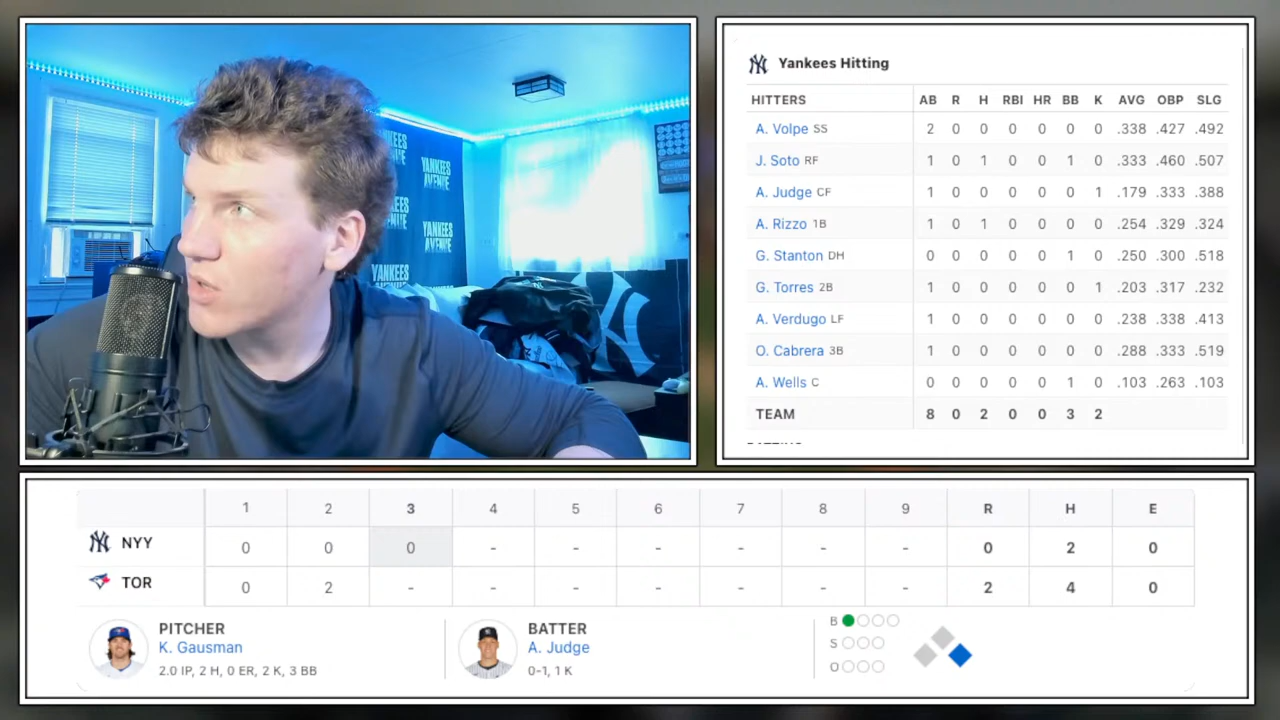 YANKEES
AVENUE
YANKEES
AVENUE
YANKEES
AVENUE
YANKEES
Yankees Hitting
HITTERS AB R H RBI HR BB K AVG OBP SLG
A. Volpe SS 2 0 0 0 0 0 0 .338 .427 .492
J. Soto RF 1 0 1 0 0 1 0 .333 .460 .507
A. Judge CF 1 0 0 0 0 0 1 .179 .333 .388
A. Rizzo 1B 1 0 1 0 0 0 0 .254 .329 .324
G. Stanton DH 0 0 0 0 0 1 0 .250 .300 .518
G. Torres 2B 1 0 0 0 0 0 1 .203 .317 .232
A. Verdugo LF 1 0 0 0 0 0 0 .238 .338 .413
O. Cabrera 3B 1 0 0 0 0 0 0 .288 .333 .519
A. Wells C 0 0 0 0 0 1 0 .103 .263 .103
TEAM 8 0 2 0 0 3 2
1 2 3 4 5 6 7 8 9 R H E
NYY 0 0 0 - - - - - - 0 2 0
TOR 0 2 - - - - - - - 2 4 0
PITCHER
K. Gausman
2.0 IP, 2 H, 0 ER, 2 K, 3 BB
BATTER
A. Judge
0-1, 1 K
B
S
O